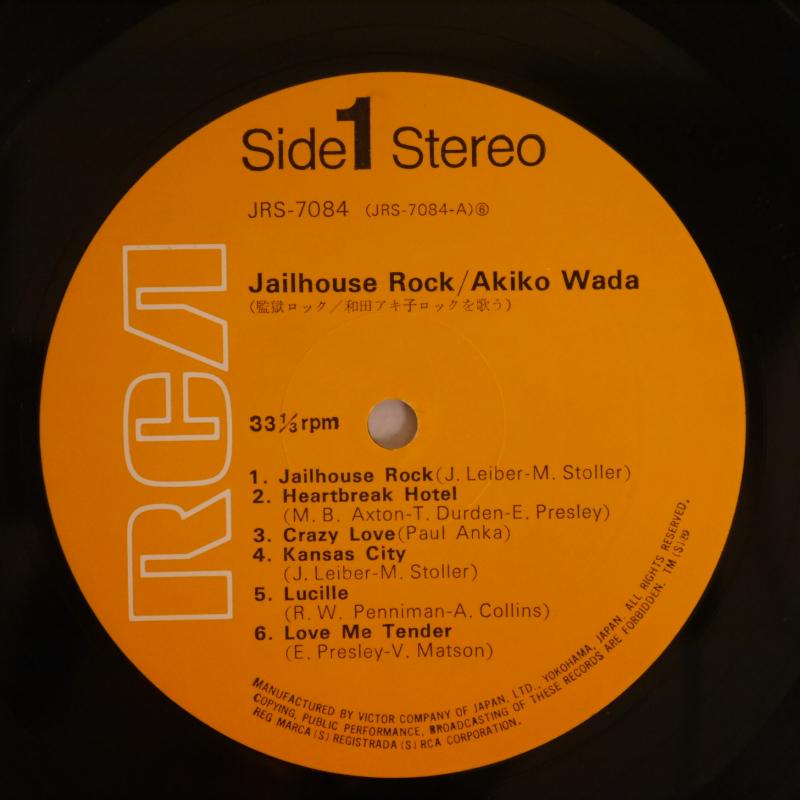 Side 1 Stereo
JRS-7084 (JRS-7084-A)⑥
RCA
Jailhouse Rock/Akiko Wada
(監獄ロック/和田アキ子ロックを歌う)
33⅓rpm
1. Jailhouse Rock(J. Leiber-M. Stoller)
2. Heartbreak Hotel
(M. B. Axton-T. Durden-E. Presley)
3. Crazy Love(Paul Anka)
4. Kansas City
(J. Leiber-M. Stoller)
5. Lucille
(R. W. Penniman-A. Collins)
6. Love Me Tender
(E. Presley-V. Matson)
MANUFACTURED BY VICTOR COMPANY OF JAPAN, LTD., YOKOHAMA, JAPAN. ALL RIGHTS RESERVED.
COPYING, PUBLIC PERFORMANCE, BROADCASTING OF THESE RECORDS ARE FORBIDDEN. TM(S)®
REG MARCA(S) REGISTRADA(S) RCA CORPORATION.